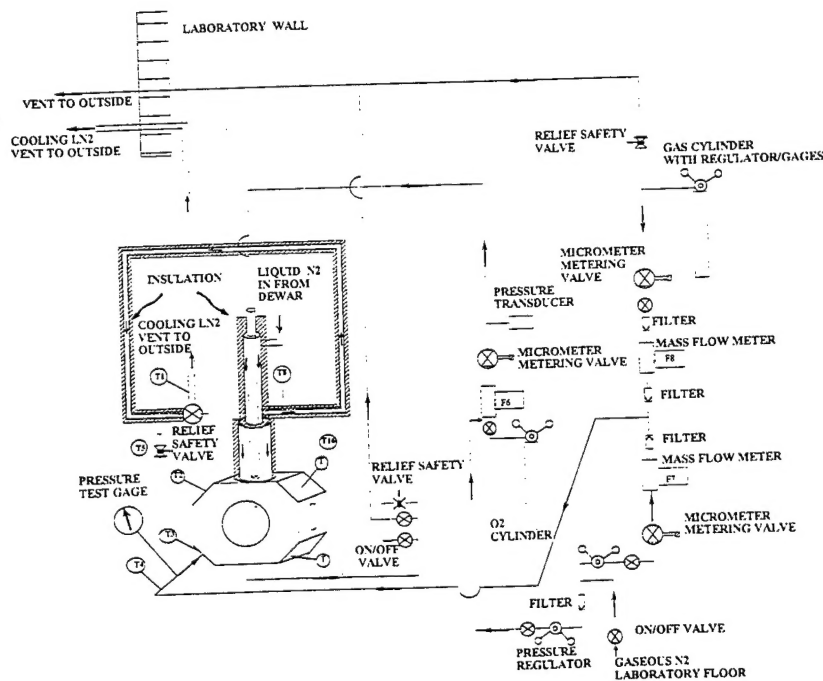 LABORATORY WALL
VENT TO OUTSIDE
COOLING LN2
VENT TO OUTSIDE
RELIEF SAFETY
VALVE
GAS CYLINDER
WITH REGULATOR/GAGES
INSULATION
LIQUID N2
IN FROM
DEWAR
MICROMETER
METERING
VALVE
PRESSURE
TRANSDUCER
COOLING LN2
VENT TO
OUTSIDE
FILTER
MASS FLOW METER
F8
MICROMETER
METERING VALVE
T1
T8
F6
FILTER
RELIEF
SAFETY
VALVE
T5
T16
FILTER
MASS FLOW METER
F7
PRESSURE
TEST GAGE
T2
T
RELIEF SAFETY
VALVE
O2
CYLINDER
MICROMETER
METERING VALVE
T3
ON/OFF
VALVE
T
T4
FILTER
ON/OFF VALVE
PRESSURE
REGULATOR
GASEOUS N2
LABORATORY FLOOR